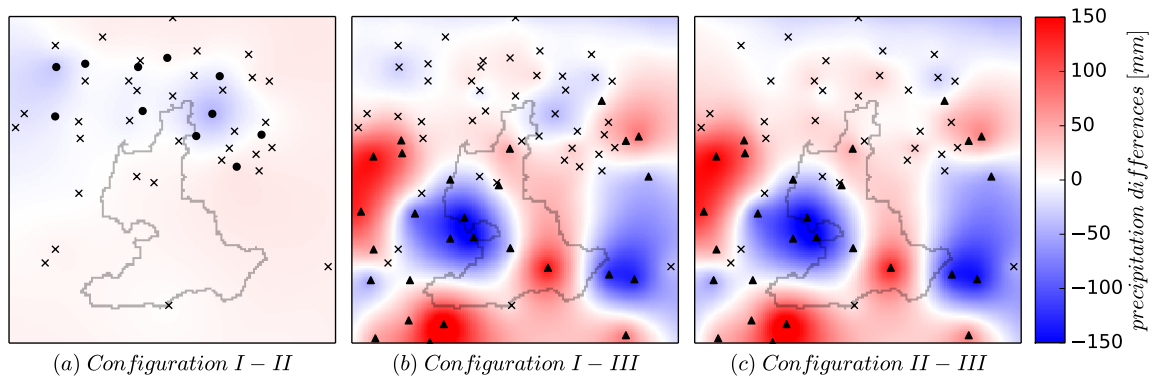 150
100
50
0
−50
−100
−150
precipitation differences [mm]
(a) Configuration I − II
(b) Configuration I − III
(c) Configuration II − III